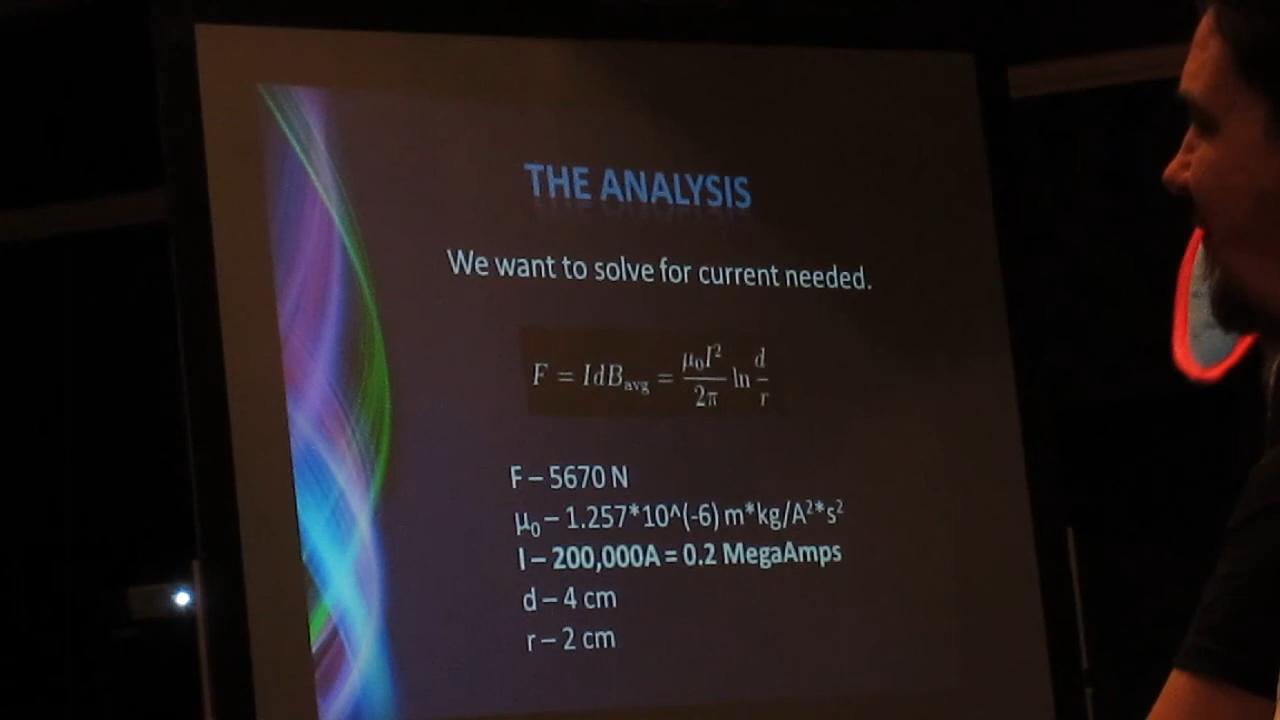 THE ANALYSIS
We want to solve for current needed.
F = IdB_avg = μ₀I²/2π ln d/r
F – 5670 N
μ₀ – 1.257*10^(-6) m*kg/A²*s²
I – 200,000A = 0.2 MegaAmps
d – 4 cm
r – 2 cm